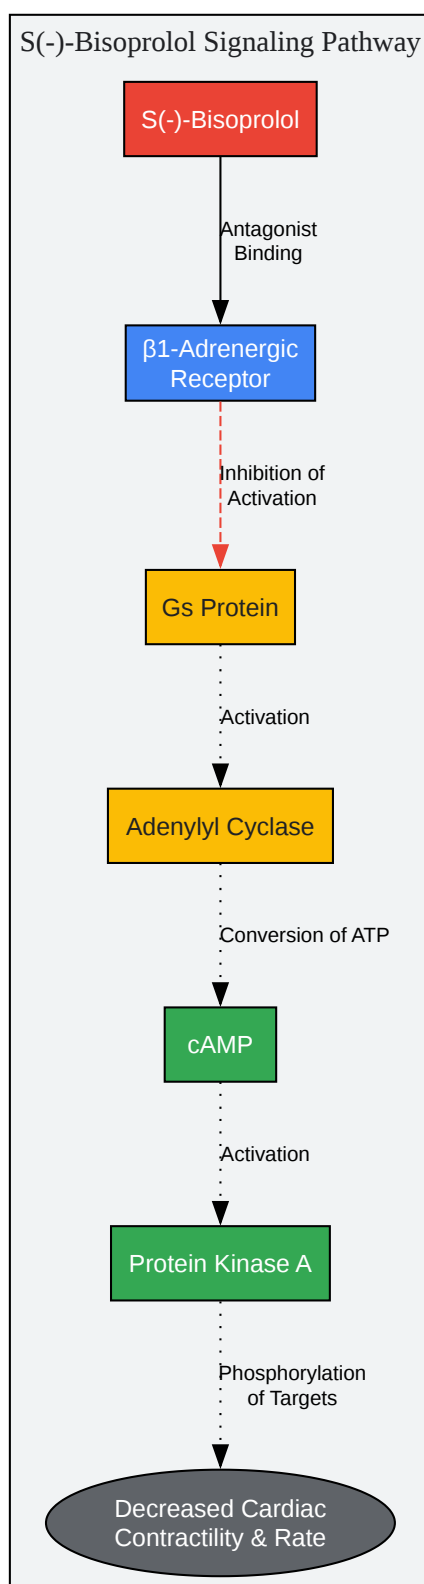 S(-)-Bisoprolol Signaling Pathway
S(-)-Bisoprolol
Antagonist
Binding
β1-Adrenergic
Receptor
Inhibition of
Activation
Gs Protein
Activation
Adenylyl Cyclase
Conversion of ATP
cAMP
Activation
Protein Kinase A
Phosphorylation
of Targets
Decreased Cardiac
Contractility & Rate